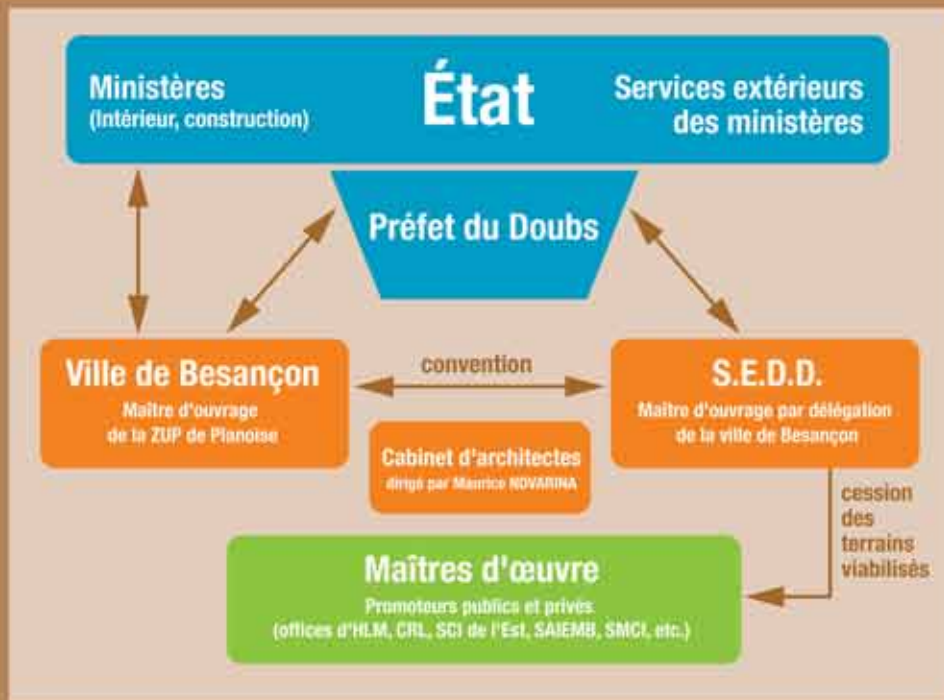 Ministères
(Intérieur, construction)
État
Services extérieurs
des ministères
Préfet du Doubs
Ville de Besançon
Maître d'ouvrage
de la ZUP de Planoise
convention
S.E.D.D.
Maître d'ouvrage par délégation
de la ville de Besançon
Cabinet d'architectes
dirigé par Maurice NOVARINA
cession
des
terrains
viabilisés
Maîtres d'œuvre
Promoteurs publics et privés
(offices d'HLM, CRL, SCI de l'Est, SAIEMB, SMCI, etc.)